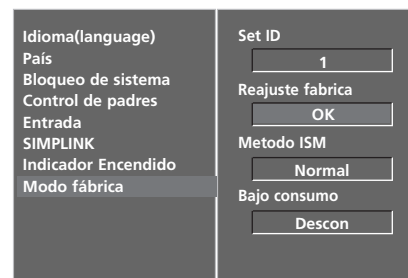 Idioma(language)
País
Bloqueo de sistema
Control de padres
Entrada
SIMPLINK
Indicador Encendido
Modo fábrica
Set ID
1
Reajuste fabrica
OK
Metodo ISM
Normal
Bajo consumo
Descon